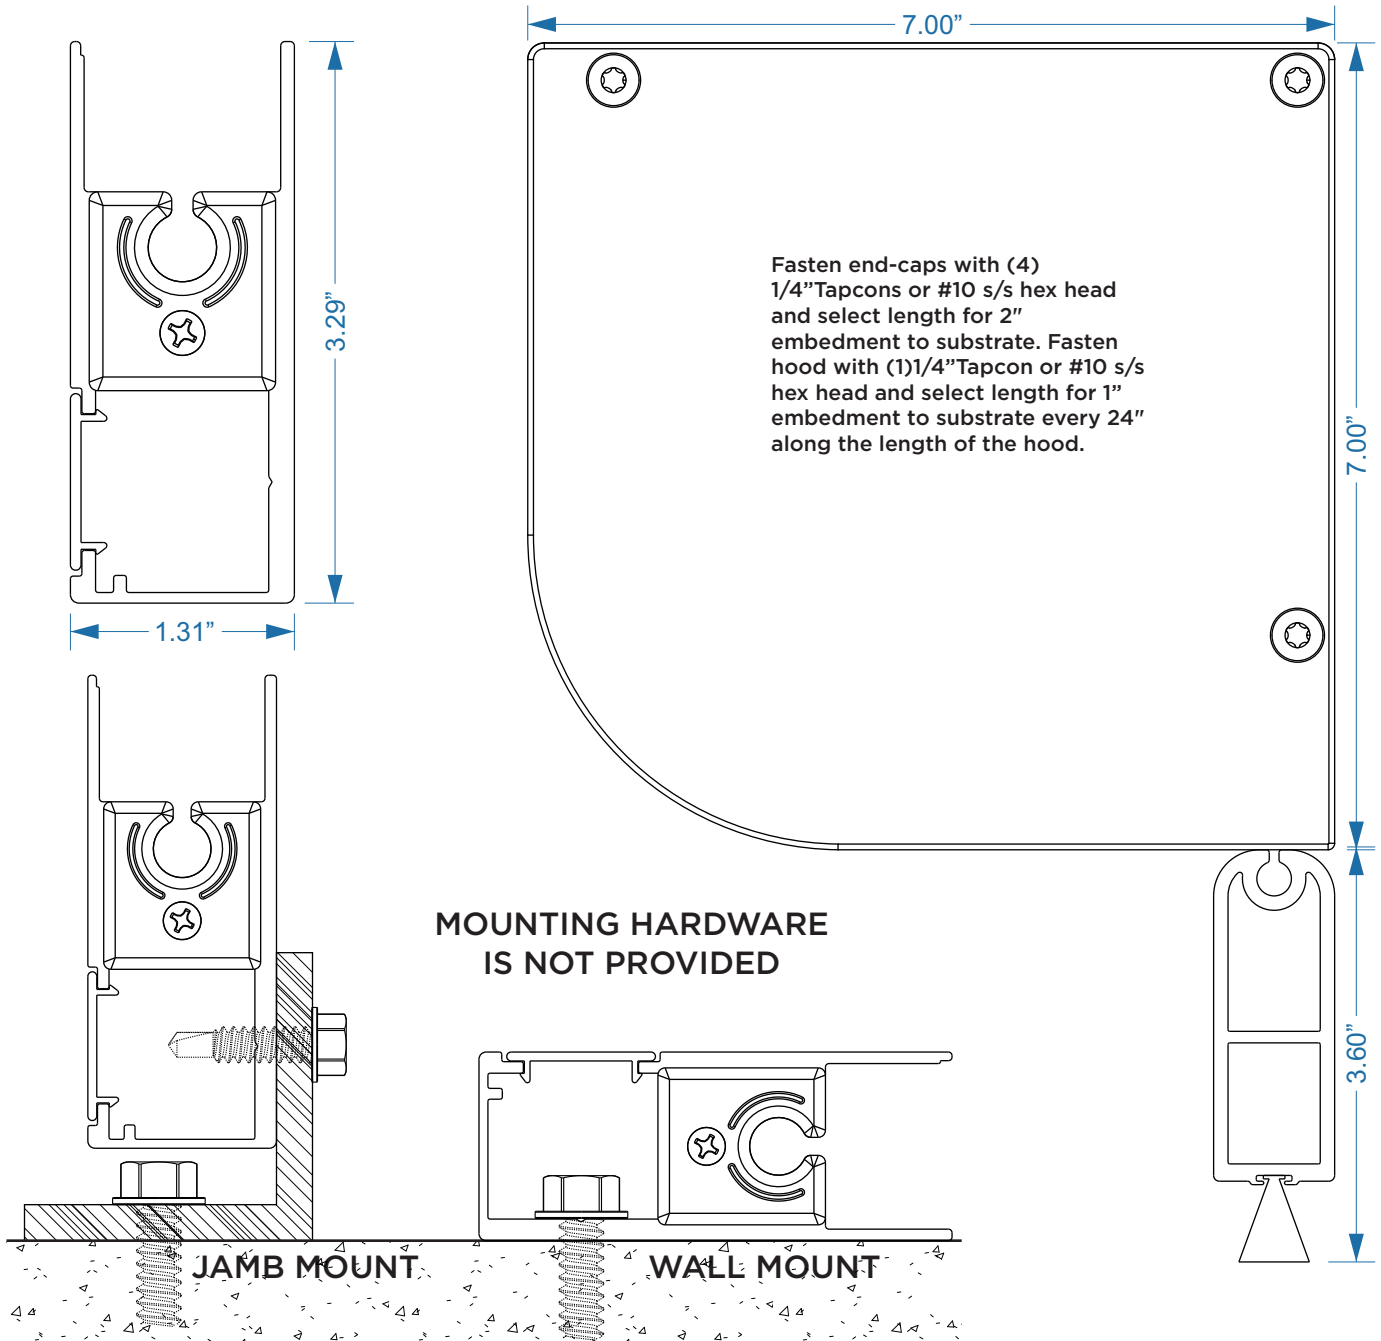 7.00”
3.29”
Fasten end-caps with (4)
1/4”Tapcons or #10 s/s hex head
and select length for 2"
embedment to substrate. Fasten
hood with (1)1/4”Tapcon or #10 s/s
hex head and select length for 1”
embedment to substrate every 24"
along the length of the hood.
7.00”
1.31”
MOUNTING HARDWARE
IS NOT PROVIDED
3.60”
JAMB MOUNT
WALL MOUNT